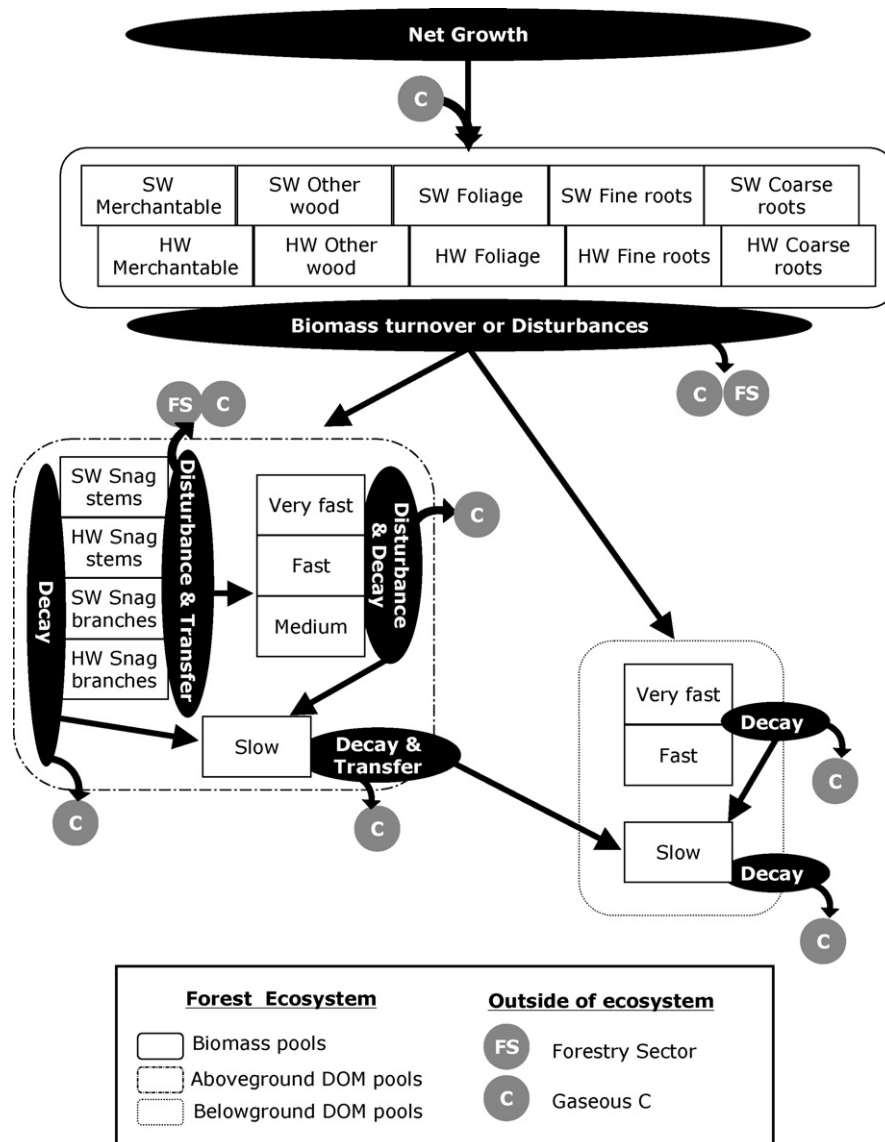 Net Growth
C
SW
Merchantable
SW Other
wood
SW Foliage
SW Fine roots
SW Coarse
roots
HW
Merchantable
HW Other
wood
HW Foliage
HW Fine roots
HW Coarse
roots
Biomass turnover or Disturbances
C FS
FS C
Decay
SW Snag
stems
HW Snag
stems
SW Snag
branches
HW Snag
branches
Disturbance & Transfer
Very fast
Fast
Medium
Disturbance
& Decay
C
Slow
Decay &
Transfer
C
C
Very fast
Fast
Decay
C
Slow
Decay
C
Forest Ecosystem
Biomass pools
Aboveground DOM pools
Belowground DOM pools
Outside of ecosystem
FS Forestry Sector
C Gaseous C